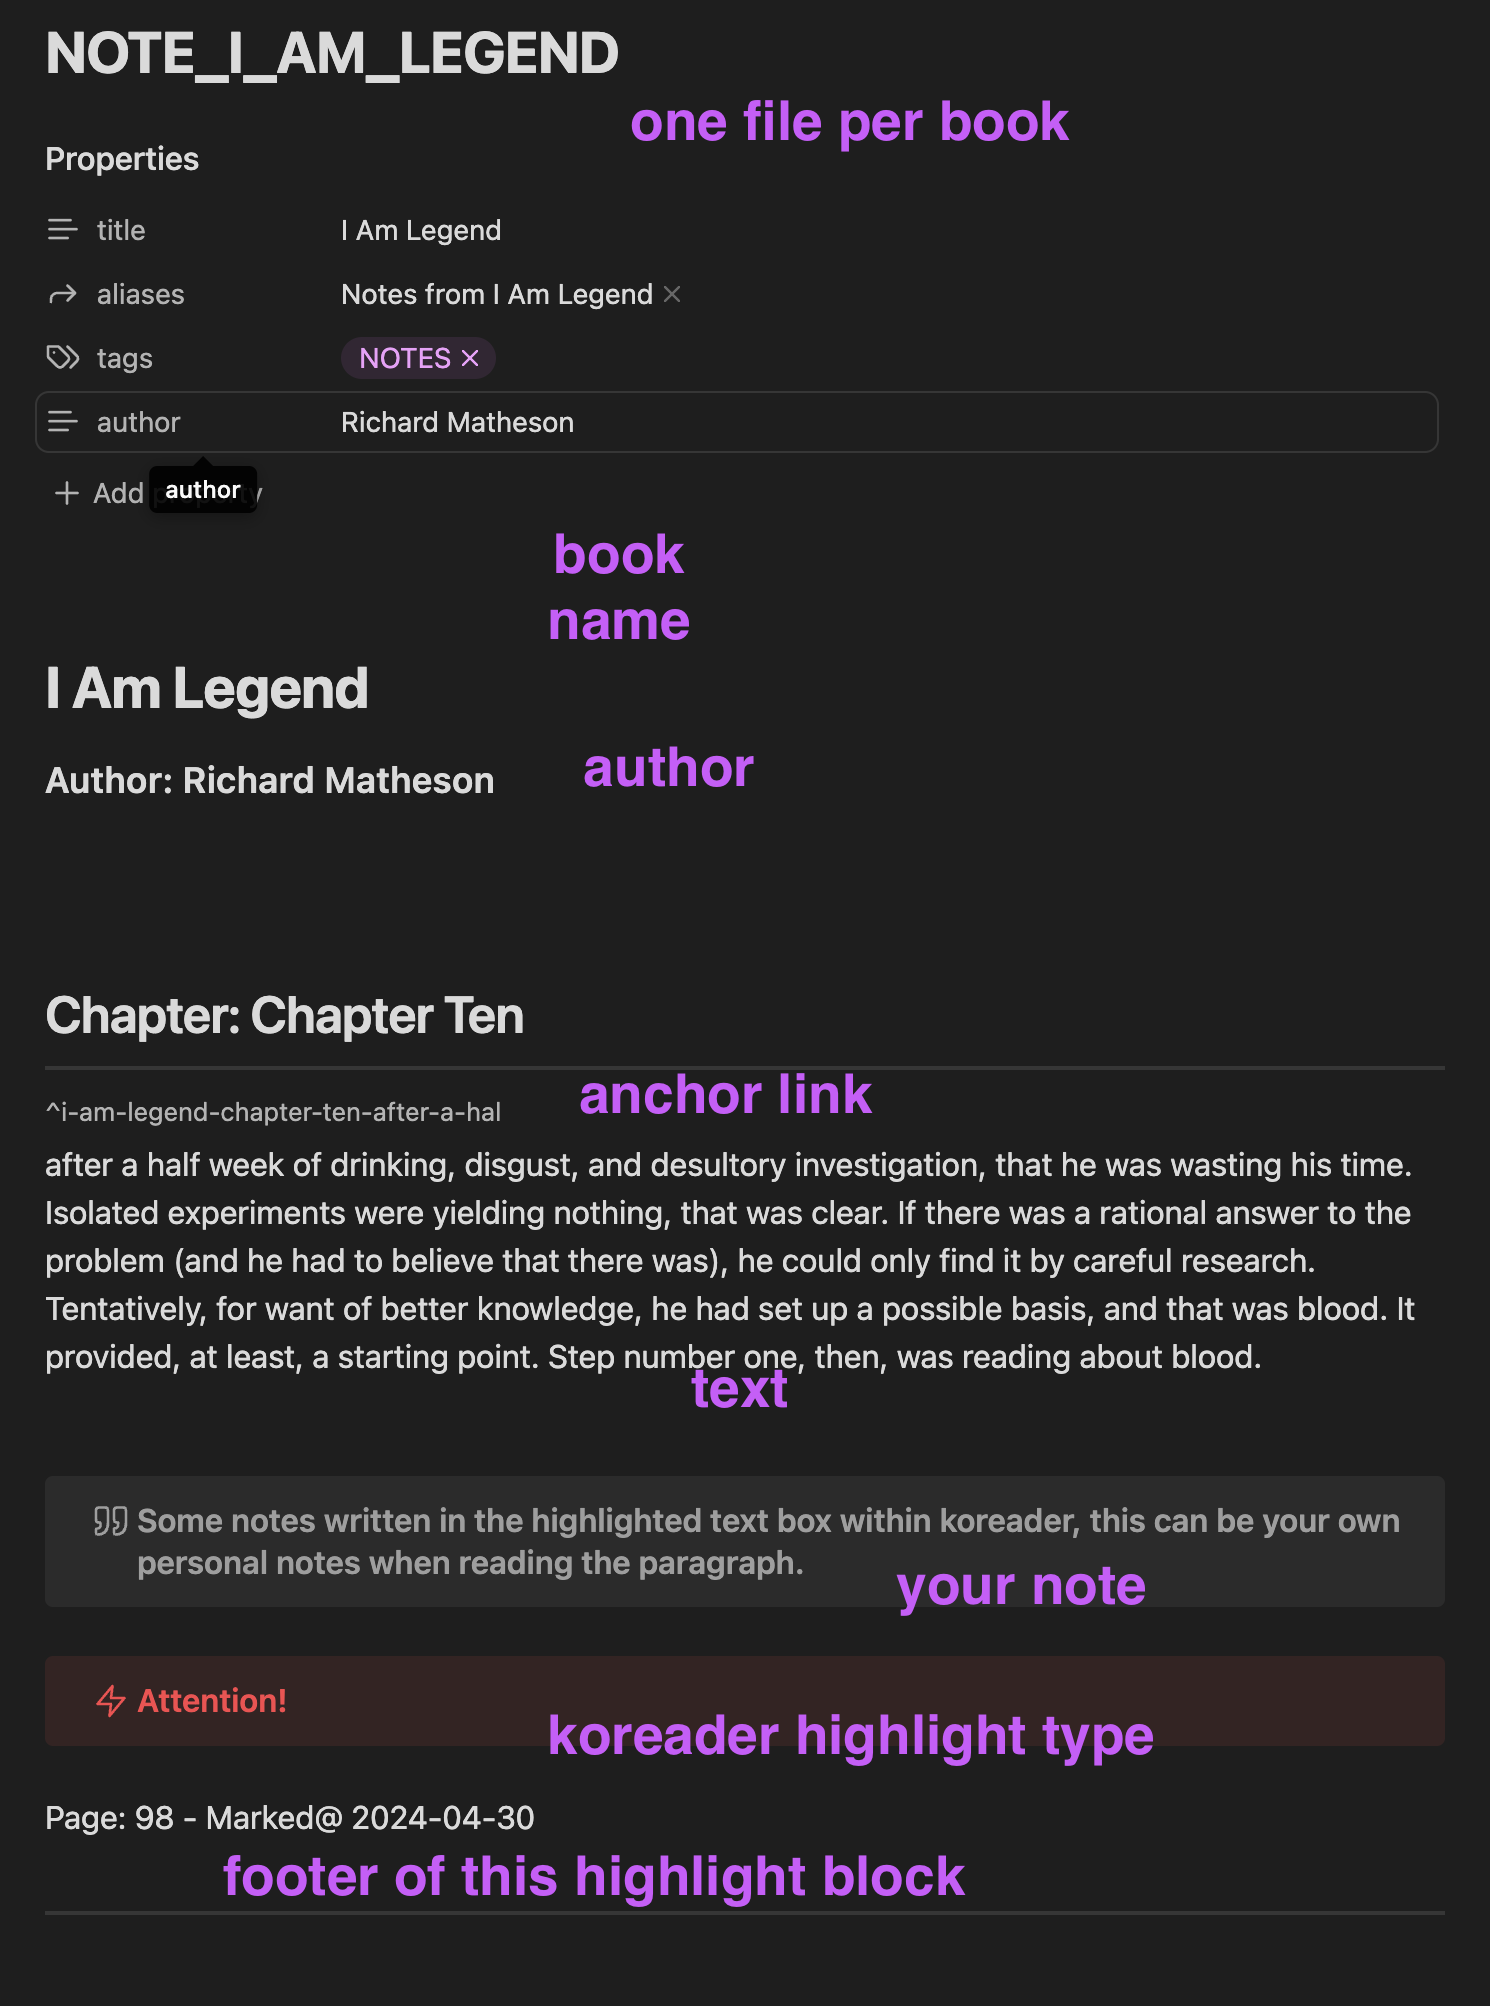 NOTE_I_AM_LEGEND
one file per book
Properties
title I Am Legend
aliases Notes from I Am Legend
tags NOTES
author Richard Matheson
Add
author
book
name
I Am Legend
Author: Richard Matheson
author
Chapter: Chapter Ten
anchor link
^i-am-legend-chapter-ten-after-a-hal
after a half week of drinking, disgust, and desultory investigation, that he was wasting his time.
Isolated experiments were yielding nothing, that was clear. If there was a rational answer to the
problem (and he had to believe that there was), he could only find it by careful research.
Tentatively, for want of better knowledge, he had set up a possible basis, and that was blood. It
provided, at least, a starting point. Step number one, then, was reading about blood.
text
Some notes written in the highlighted text box within koreader, this can be your own
personal notes when reading the paragraph.
your note
Attention!
koreader highlight type
Page: 98 - Marked@ 2024-04-30
footer of this highlight block